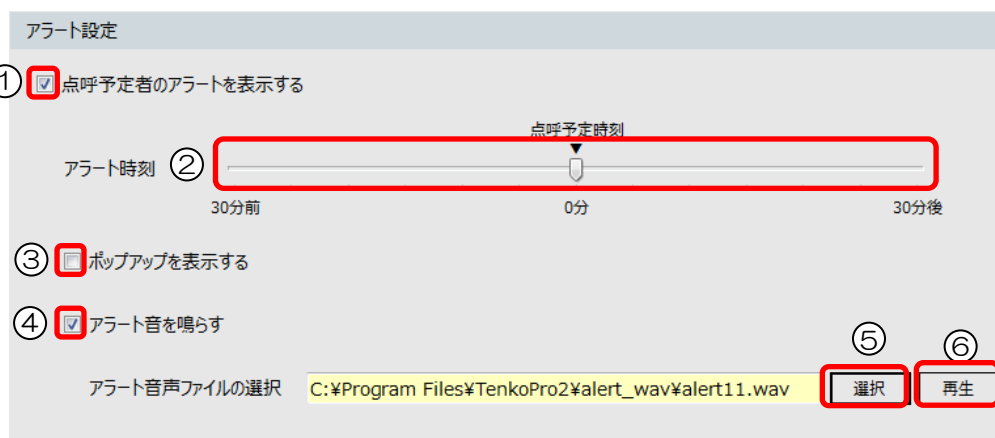 アラート設定
① 点呼予定者のアラートを表示する
点呼予定時刻
▼
アラート時刻 ②
30分前 0分 30分後
③ ポップアップを表示する
④ アラート音を鳴らす
⑤ ⑥
アラート音声ファイルの選択 C:¥Program Files¥TenkoPro2¥alert_wav¥alert11.wav 選択 再生